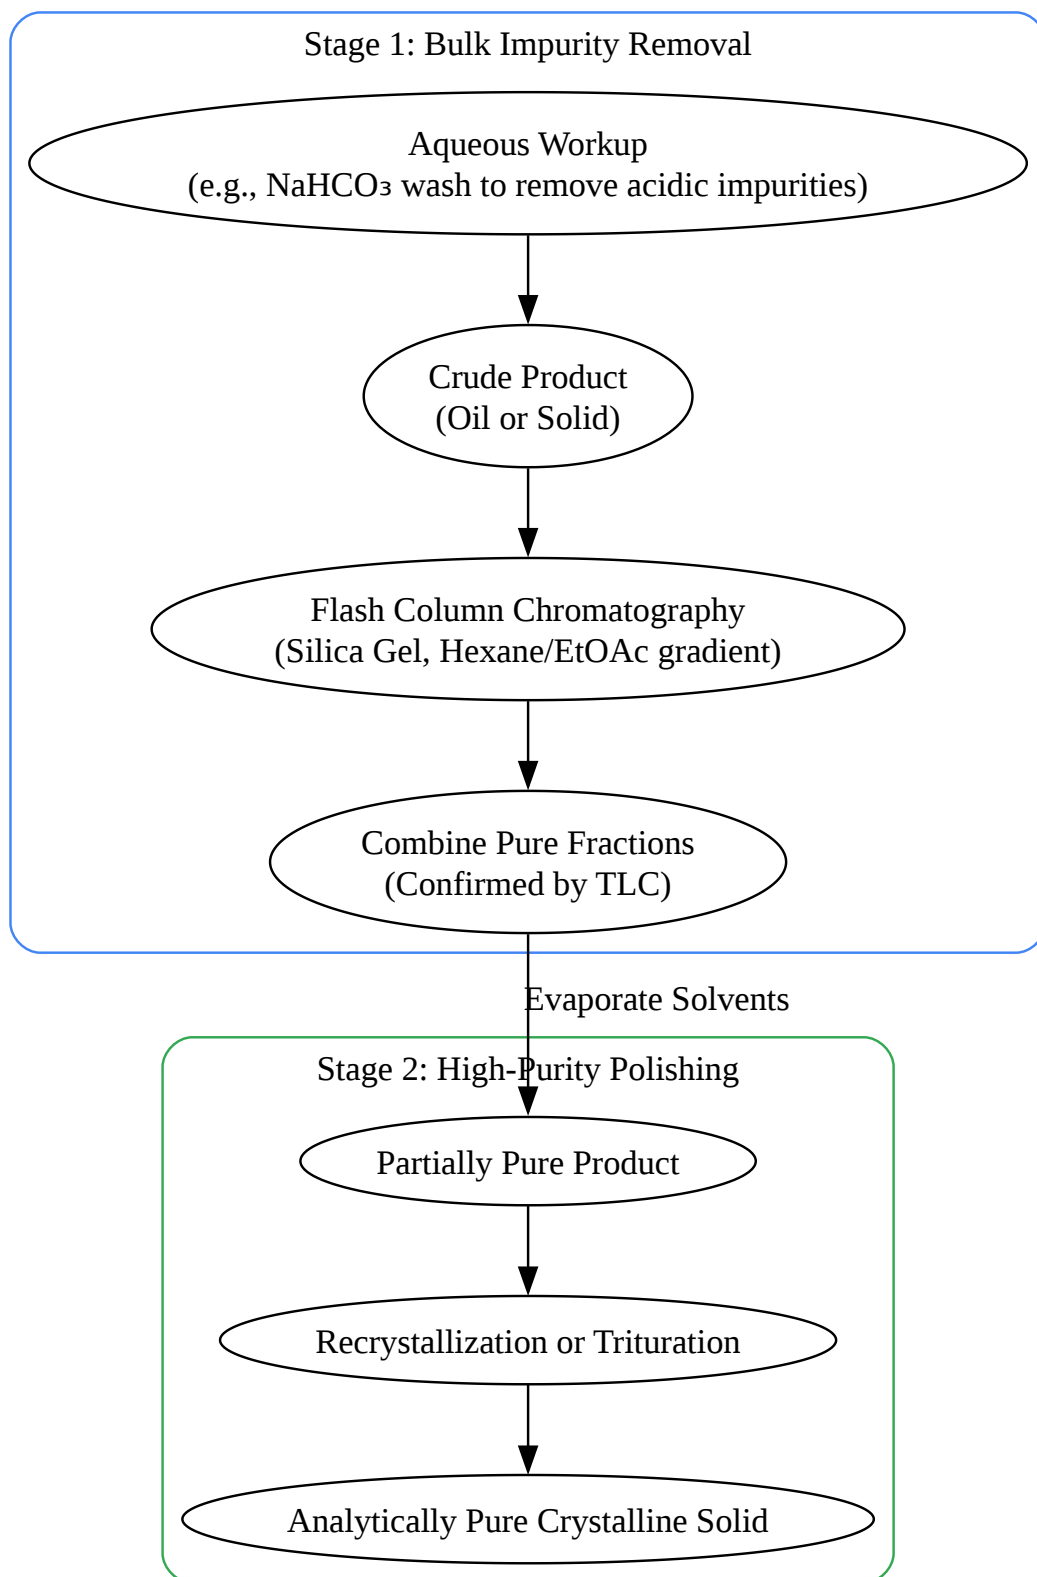 Stage 1: Bulk Impurity Removal
Aqueous Workup
(e.g., NaHCO₃ wash to remove acidic impurities)
Crude Product
(Oil or Solid)
Flash Column Chromatography
(Silica Gel, Hexane/EtOAc gradient)
Combine Pure Fractions
(Confirmed by TLC)
Evaporate Solvents
Stage 2: High-Purity Polishing
Partially Pure Product
Recrystallization or Trituration
Analytically Pure Crystalline Solid